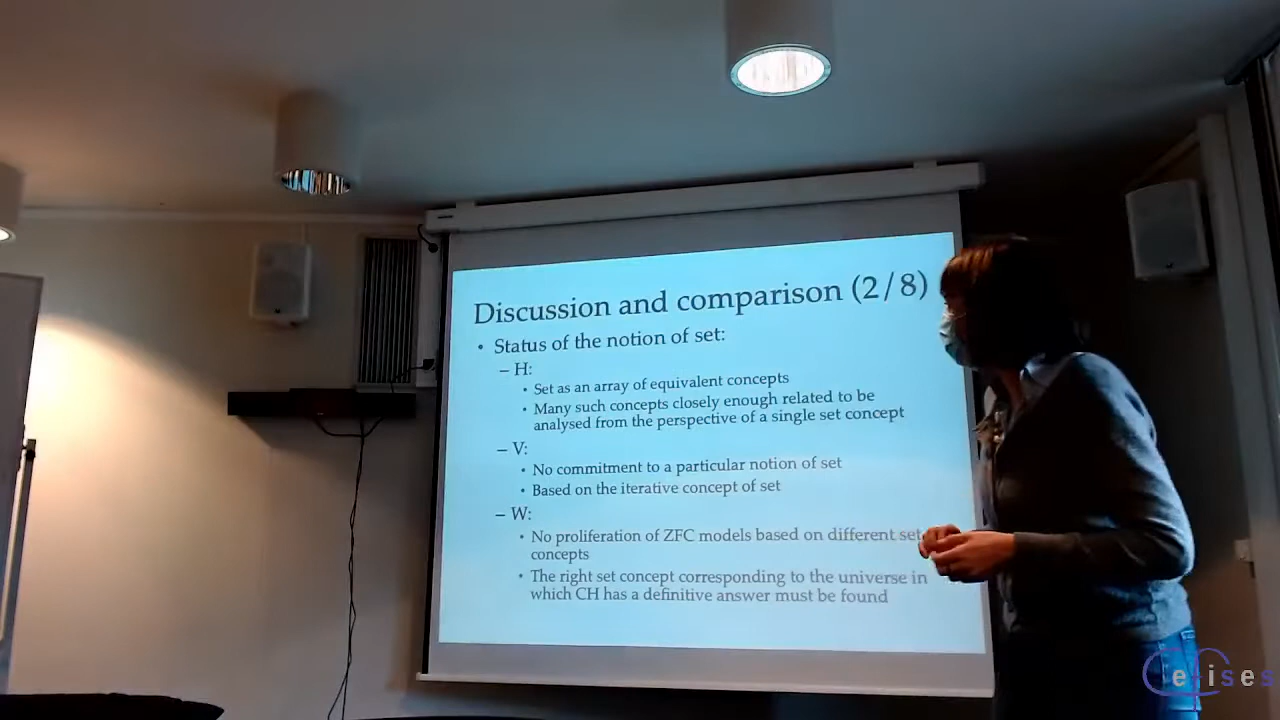 Discussion and comparison (2/8)
• Status of the notion of set:
– H:
• Set as an array of equivalent concepts
• Many such concepts closely enough related to be
analysed from the perspective of a single set concept
– V:
• No commitment to a particular notion of set
• Based on the iterative concept of set
– W:
• No proliferation of ZFC models based on different set
concepts
• The right set concept corresponding to the universe in
which CH has a definitive answer must be found
Cefises